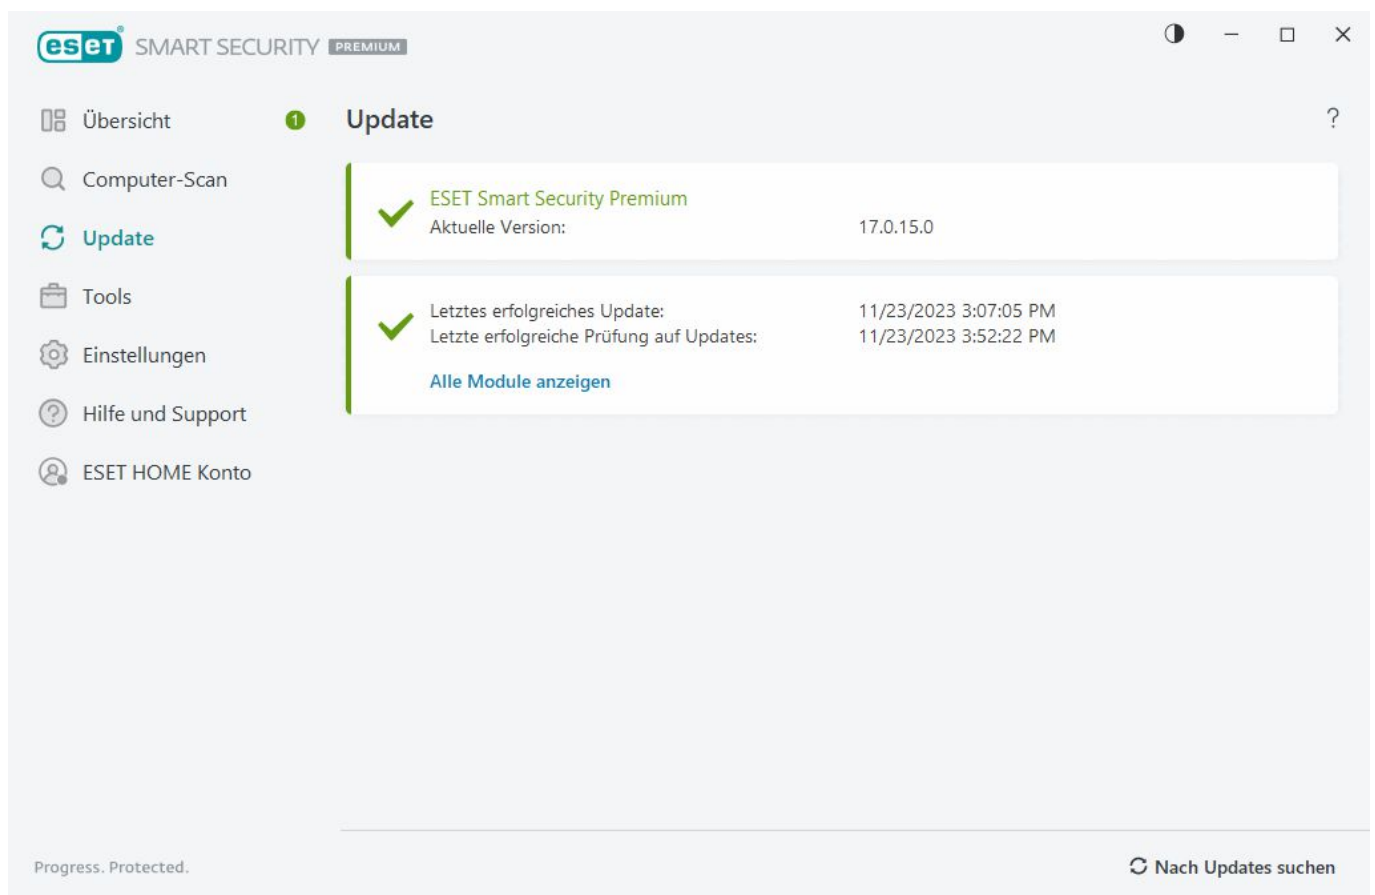 eset® SMART SECURITY PREMIUM
Übersicht 1
Computer-Scan
Update
Tools
Einstellungen
Hilfe und Support
ESET HOME Konto
Update ?
ESET Smart Security Premium
Aktuelle Version: 17.0.15.0
Letztes erfolgreiches Update: 11/23/2023 3:07:05 PM
Letzte erfolgreiche Prüfung auf Updates: 11/23/2023 3:52:22 PM
Alle Module anzeigen
Progress. Protected.
Nach Updates suchen